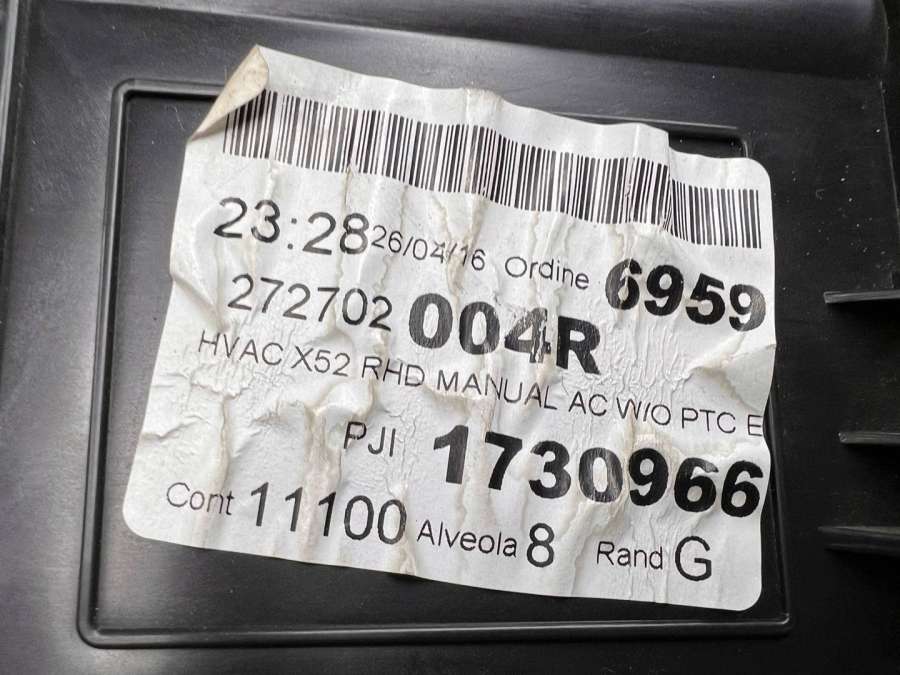 23:28 26/04/16 Ordine 6959
272702 004R
HVAC X52 RHD MANUAL AC W/O PTC E
PJI 1730966
Cont 11100 Alveola 8 Rand G